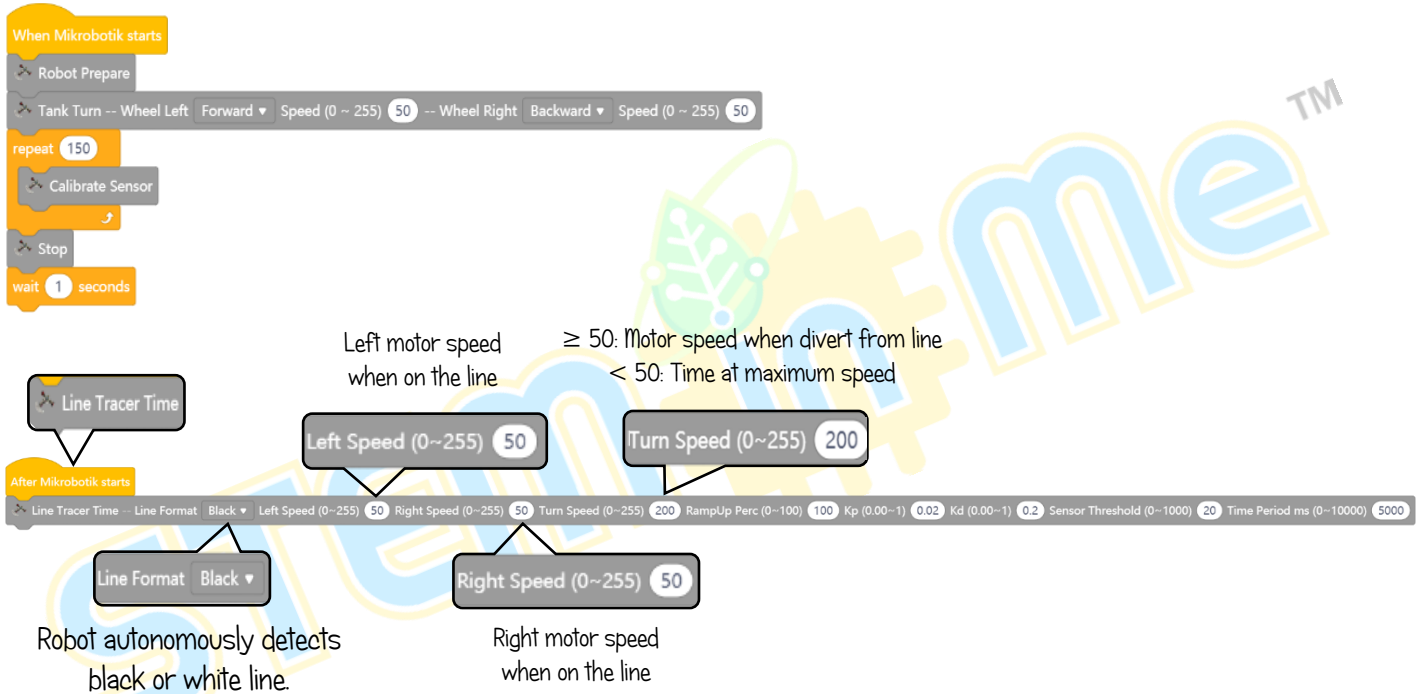 When Mikrobotik starts
Robot Prepare
Tank Turn -- Wheel Left Forward ▾ Speed (0 ~ 255) 50 -- Wheel Right Backward ▾ Speed (0 ~ 255) 50
repeat 150
Calibrate Sensor
Stop
wait 1 seconds
STEM-in-Me TM
Left motor speed
when on the line
≥ 50: Motor speed when divert from line
< 50: Time at maximum speed
Line Tracer Time
Left Speed (0~255) 50
Turn Speed (0~255) 200
After Mikrobotik starts
Line Tracer Time -- Line Format Black ▾ Left Speed (0~255) 50 Right Speed (0~255) 50 Turn Speed (0~255) 200 RampUp Perc (0~100) 100 Kp (0.00~1) 0.02 Kd (0.00~1) 0.2 Sensor Threshold (0~1000) 20 Time Period ms (0~10000) 5000
Line Format Black ▾
Right Speed (0~255) 50
Robot autonomously detects
black or white line.
Right motor speed
when on the line